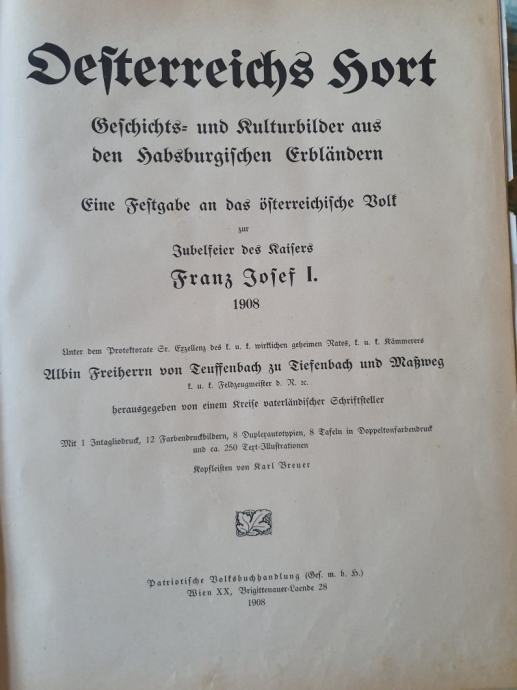 Oesterreichs Hort
Geschichts- und Kulturbilder aus
den Habsburgischen Erbländern
Eine Festgabe an das österreichische Volk
zur
Jubelfeier des Kaisers
Franz Josef I.
1908
Unter dem Protektorate Sr. Exzellenz des k. u. k. wirklichen geheimen Rates, k. u. k. Kämmerers
Albin Freiherrn von Teuffenbach zu Tiefenbach und Maßweg
k. u. k. Feldzeugmeister d. R. ꝛc.
herausgegeben von einem Kreise vaterländischer Schriftsteller
Mit 1 Intagliodruck, 12 Farbendruckbildern, 8 Duplexautotypien, 8 Tafeln in Doppeltonfarbendruck
und ca. 250 Text-Illustrationen
Kopfleisten von Karl Breuer
Patriotische Volksbuchhandlung (Ges. m. b. H.)
Wien XX, Brigittenauer-Laende 28
1908